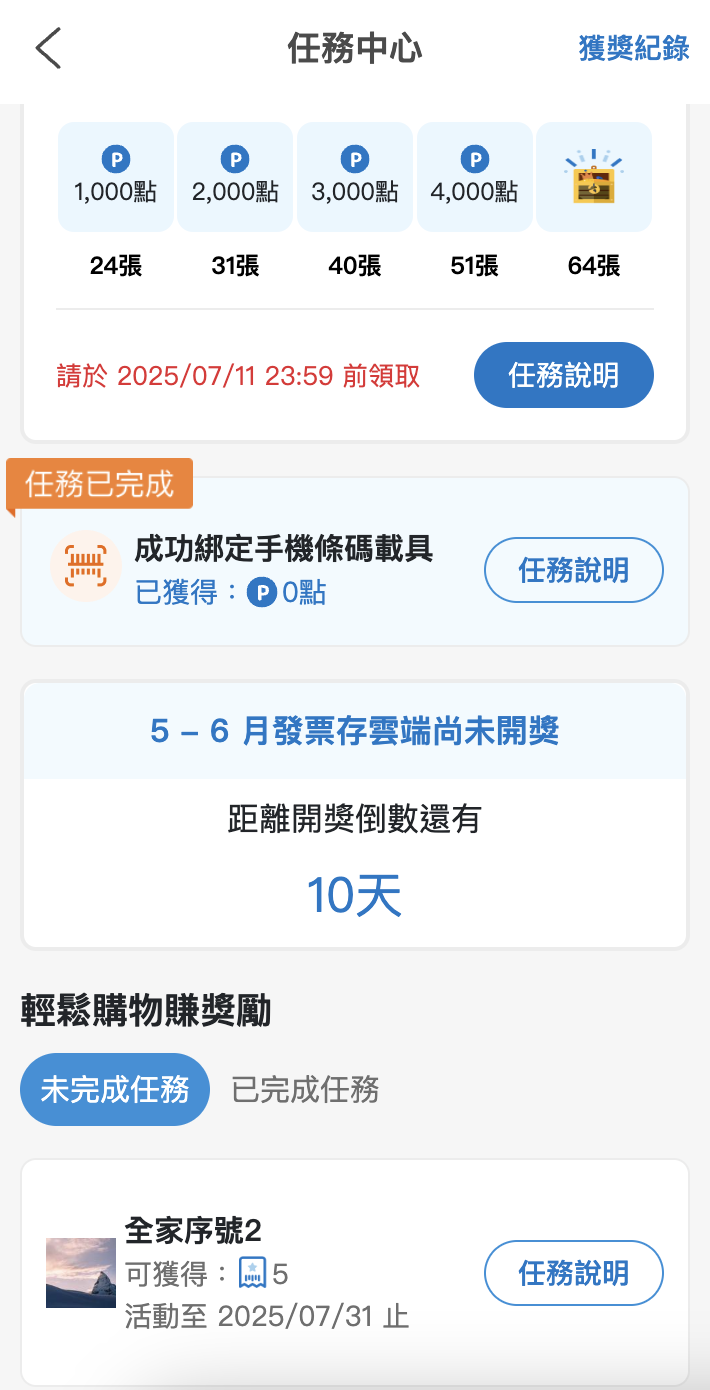 任務中心
獲獎紀錄
P P P P
1,000點 2,000點 3,000點 4,000點
24張 31張 40張 51張 64張
請於 2025/07/11 23:59 前領取
任務說明
任務已完成
成功綁定手機條碼載具
已獲得：P 0點
任務說明
5 – 6 月發票存雲端尚未開獎
距離開獎倒數還有
10天
輕鬆購物賺獎勵
未完成任務 已完成任務
全家序號2
可獲得：5
活動至 2025/07/31 止
任務說明